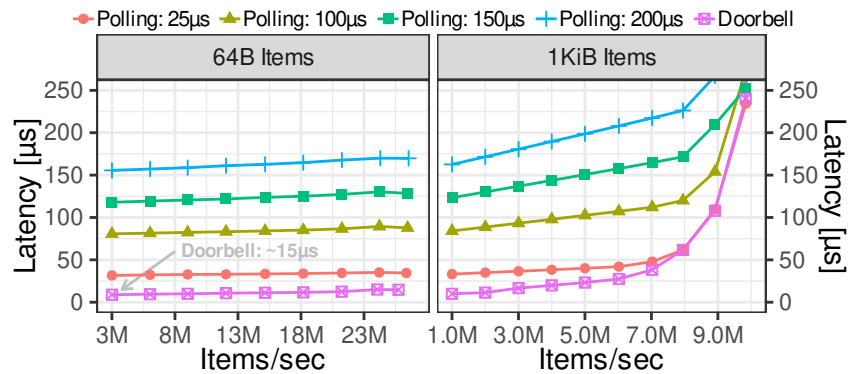 Polling: 25µs Polling: 100µs Polling: 150µs Polling: 200µs Doorbell
64B Items 1KiB Items
250 250
200 200
150 150
100 100
50 50
0 0
Latency [µs]
Latency [µs]
Doorbell: ~15µs
3M 8M 13M 18M 23M 1.0M 3.0M 5.0M 7.0M 9.0M
Items/sec Items/sec